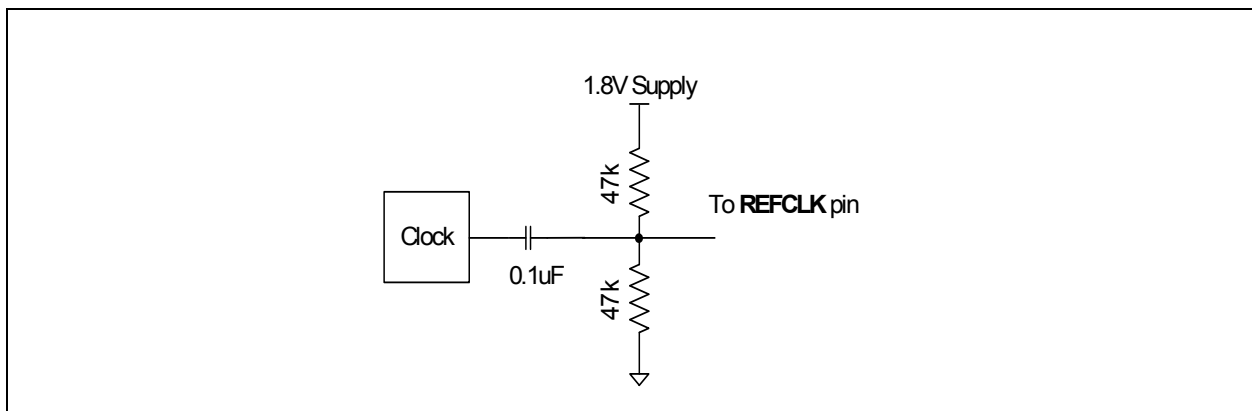 1.8V Supply
47k
To REFCLK pin
Clock
0.1uF
47k